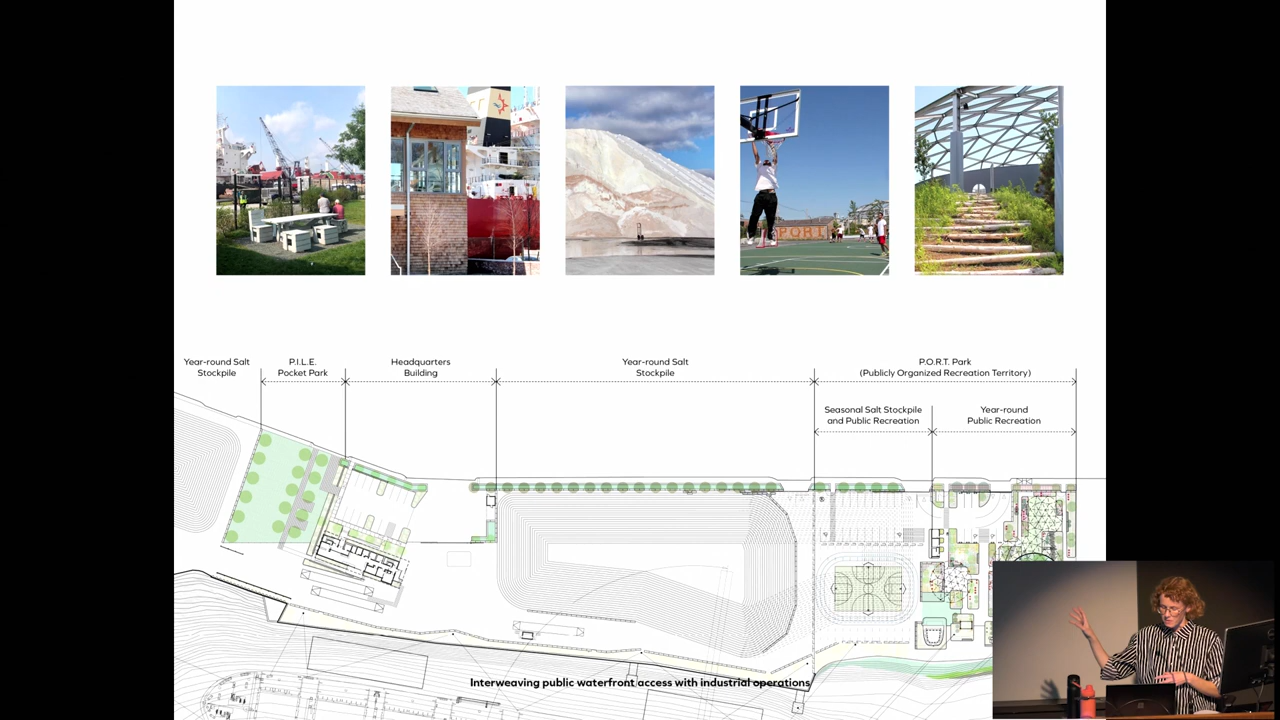 PORT
Year-round Salt
Stockpile
P.I.L.E.
Pocket Park
Headquarters
Building
Year-round Salt
Stockpile
P.O.R.T. Park
(Publicly Organized Recreation Territory)
Seasonal Salt Stockpile
and Public Recreation
Year-round
Public Recreation
Interweaving public waterfront access with industrial operations